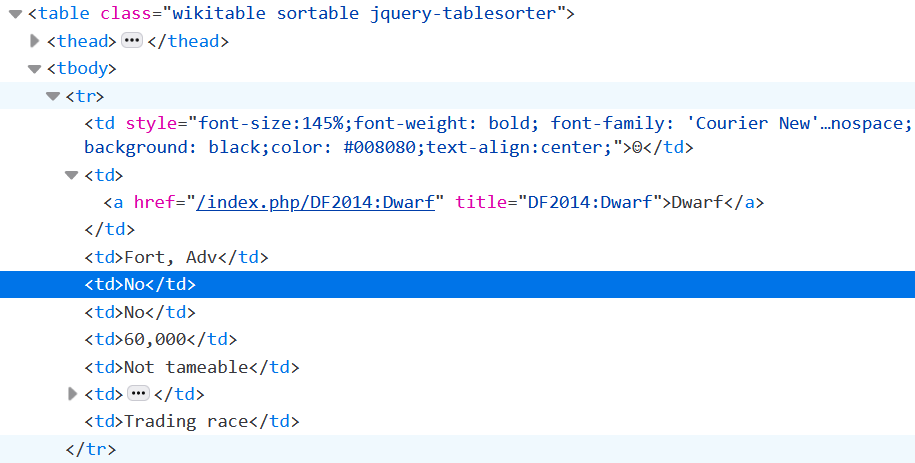 <table class="wikitable sortable jquery-tablesorter">
<thead> ••• </thead>
<tbody>
<tr>
<td style="font-size:145%;font-weight: bold; font-family: 'Courier New'…nospace;
background: black;color: #008080;text-align:center;">☺</td>
<td>
<a href="/index.php/DF2014:Dwarf" title="DF2014:Dwarf">Dwarf</a>
</td>
<td>Fort, Adv</td>
<td>No</td>
<td>No</td>
<td>60,000</td>
<td>Not tameable</td>
<td> ••• </td>
<td>Trading race</td>
</tr>